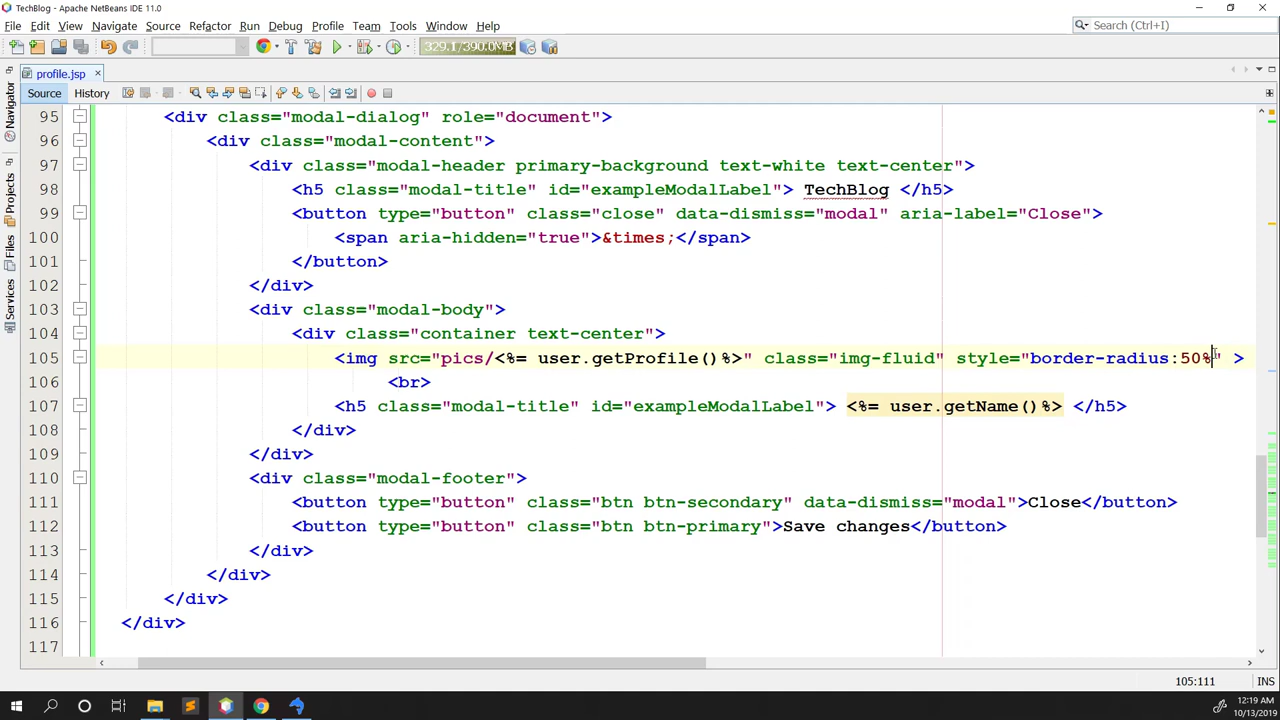 TechBlog - Apache NetBeans IDE 11.0
File Edit View Navigate Source Refactor Run Debug Profile Team Tools Window Help
Search (Ctrl+I)
329.1/390.0MB
profile.jsp
Source History
Navigator
Projects
Files
Services
95 <div class="modal-dialog" role="document">
96 <div class="modal-content">
97 <div class="modal-header primary-background text-white text-center">
98 <h5 class="modal-title" id="exampleModalLabel"> TechBlog </h5>
99 <button type="button" class="close" data-dismiss="modal" aria-label="Close">
100 <span aria-hidden="true">&times;</span>
101 </button>
102 </div>
103 <div class="modal-body">
104 <div class="container text-center">
105 <img src="pics/<%= user.getProfile()%>" class="img-fluid" style="border-radius:50%" >
106 <br>
107 <h5 class="modal-title" id="exampleModalLabel"> <%= user.getName()%> </h5>
108 </div>
109 </div>
110 <div class="modal-footer">
111 <button type="button" class="btn btn-secondary" data-dismiss="modal">Close</button>
112 <button type="button" class="btn btn-primary">Save changes</button>
113 </div>
114 </div>
115 </div>
116 </div>
117
105:111 INS
12:19 AM
10/13/2019